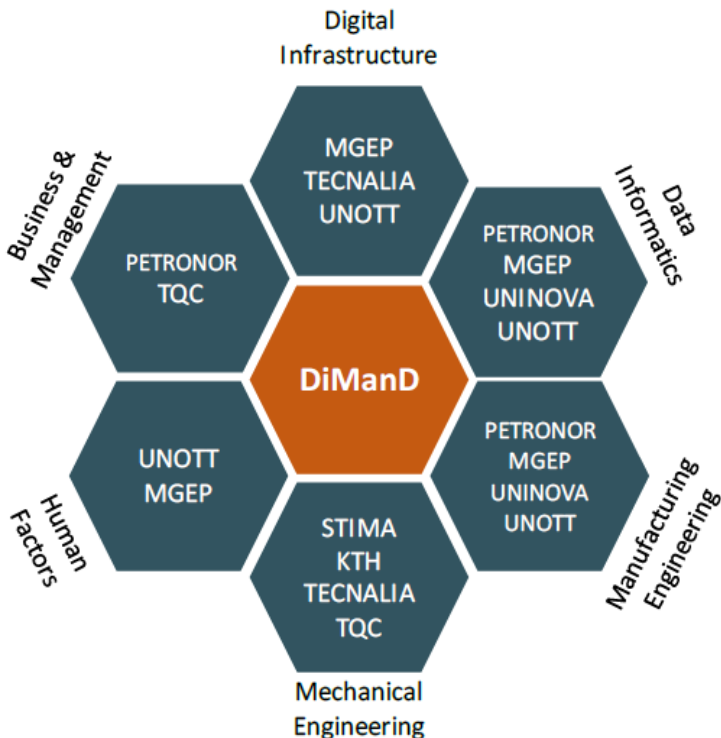 Digital
Infrastructure
MGEP
TECNALIA
UNOTT
Business &
Management
PETRONOR
TQC
Data
Informatics
PETRONOR
MGEP
UNINOVA
UNOTT
DiManD
UNOTT
MGEP
Human
Factors
PETRONOR
MGEP
UNINOVA
UNOTT
Manufacturing
Engineering
STIMA
KTH
TECNALIA
TQC
Mechanical
Engineering